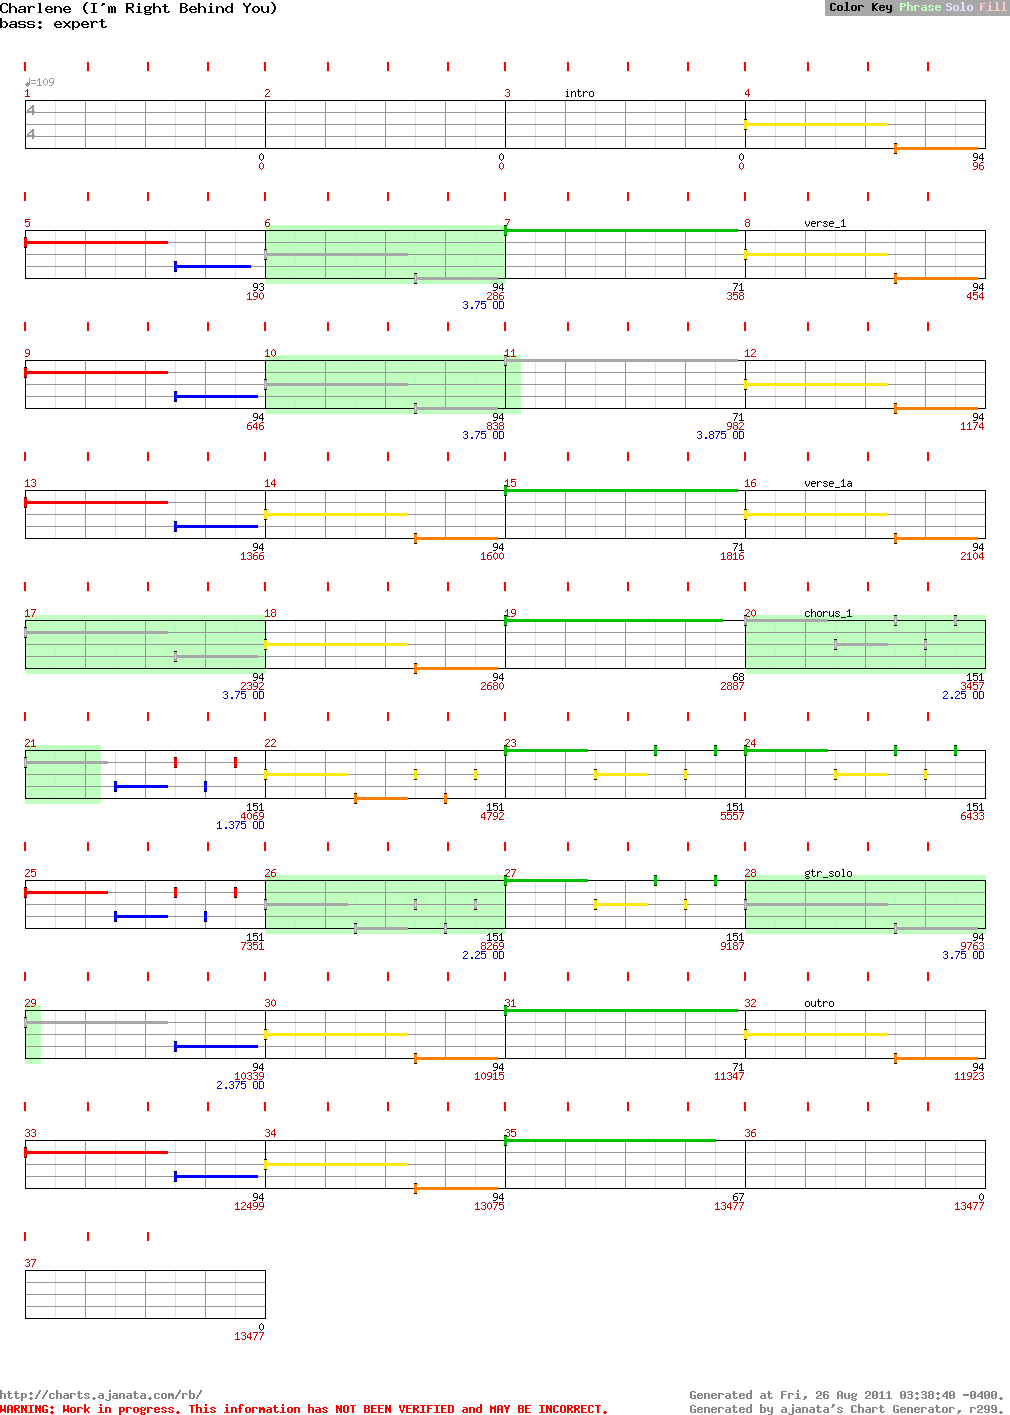 Charlene (I'm Right Behind You)
Color Key Phrase Solo Fill
bass: expert
♩=109
1 2 3 intro 4
4
4
0 0 0 94
0 0 0 96
5 6 7 8 verse_1
93 94 71 94
190 286 358 454
3.75 OD
9 10 11 12
94 94 71 94
646 838 982 1174
3.75 OD 3.875 OD
13 14 15 16 verse_1a
94 94 71 94
1366 1600 1816 2104
17 18 19 20 chorus_1
94 94 68 151
2392 2680 2887 3457
3.75 OD 2.25 OD
21 22 23 24
151 151 151 151
4069 4792 5557 6433
1.375 OD
25 26 27 28 gtr_solo
151 151 151 94
7351 8269 9187 9763
2.25 OD 3.75 OD
29 30 31 32 outro
94 94 71 94
10339 10915 11347 11923
2.375 OD
33 34 35 36
94 94 67 0
12499 13075 13477 13477
37
0
13477
http://charts.ajanata.com/rb/
Generated at Fri, 26 Aug 2011 03:38:40 -0400.
WARNING: Work in progress. This information has NOT BEEN VERIFIED and MAY BE INCORRECT.
Generated by ajanata's Chart Generator, r299.